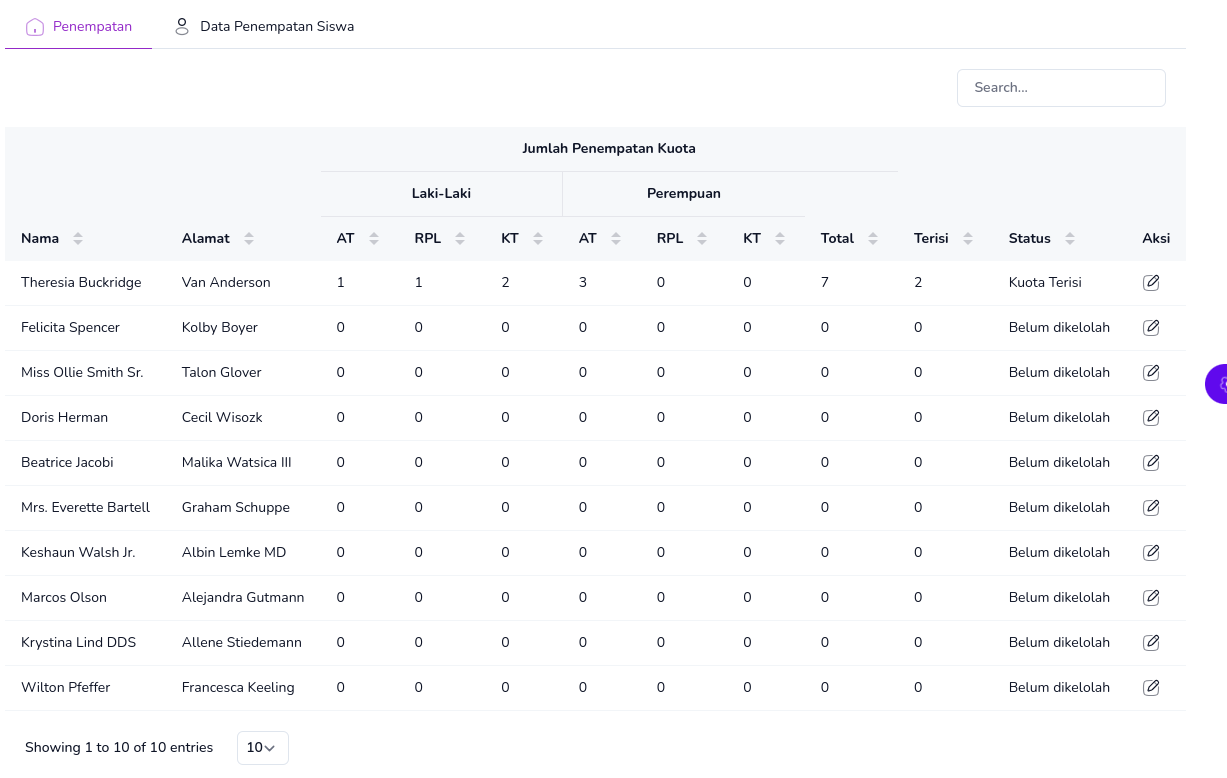 Penempatan Data Penempatan Siswa
Search...
Jumlah Penempatan Kuota
Laki-Laki Perempuan
Nama Alamat AT RPL KT AT RPL KT Total Terisi Status Aksi
Theresia Buckridge Van Anderson 1 1 2 3 0 0 7 2 Kuota Terisi
Felicita Spencer Kolby Boyer 0 0 0 0 0 0 0 0 Belum dikelolah
Miss Ollie Smith Sr. Talon Glover 0 0 0 0 0 0 0 0 Belum dikelolah
Doris Herman Cecil Wisozk 0 0 0 0 0 0 0 0 Belum dikelolah
Beatrice Jacobi Malika Watsica III 0 0 0 0 0 0 0 0 Belum dikelolah
Mrs. Everette Bartell Graham Schuppe 0 0 0 0 0 0 0 0 Belum dikelolah
Keshaun Walsh Jr. Albin Lemke MD 0 0 0 0 0 0 0 0 Belum dikelolah
Marcos Olson Alejandra Gutmann 0 0 0 0 0 0 0 0 Belum dikelolah
Krystina Lind DDS Allene Stiedemann 0 0 0 0 0 0 0 0 Belum dikelolah
Wilton Pfeffer Francesca Keeling 0 0 0 0 0 0 0 0 Belum dikelolah
Showing 1 to 10 of 10 entries 10